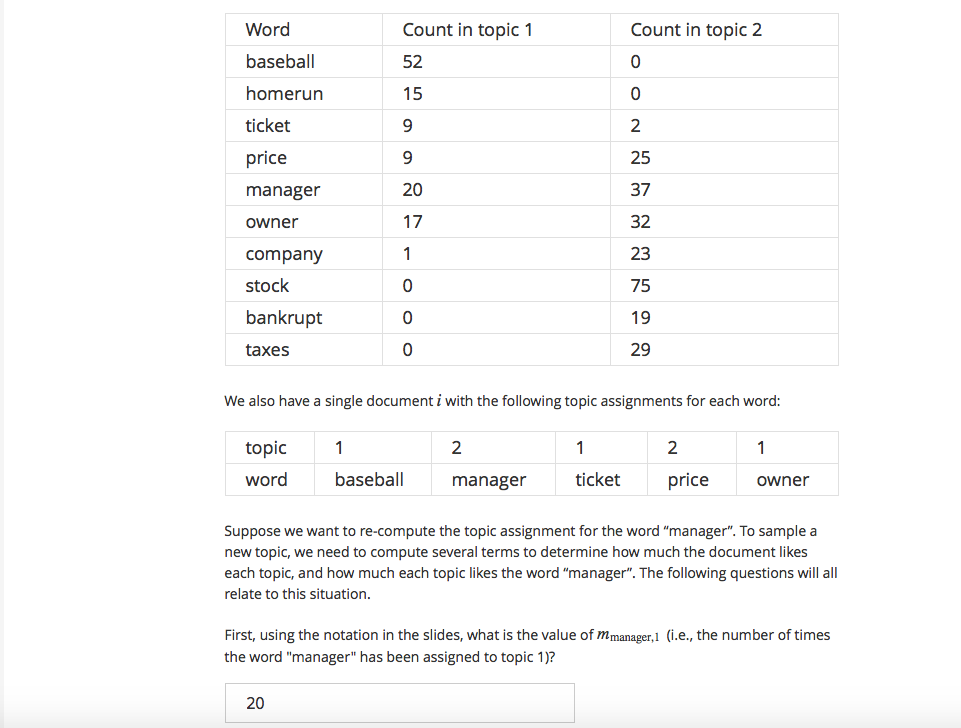 Word Count in topic 1 Count in topic 2
baseball 52 0
homerun 15 0
ticket 9 2
price 9 25
manager 20 37
owner 17 32
company 1 23
stock 0 75
bankrupt 0 19
taxes 0 29
We also have a single document i with the following topic assignments for each word:
topic 1 2 1 2 1
word baseball manager ticket price owner
Suppose we want to re-compute the topic assignment for the word “manager”. To sample a
new topic, we need to compute several terms to determine how much the document likes
each topic, and how much each topic likes the word “manager”. The following questions will all
relate to this situation.
First, using the notation in the slides, what is the value of mmanager,1 (i.e., the number of times
the word "manager" has been assigned to topic 1)?
20